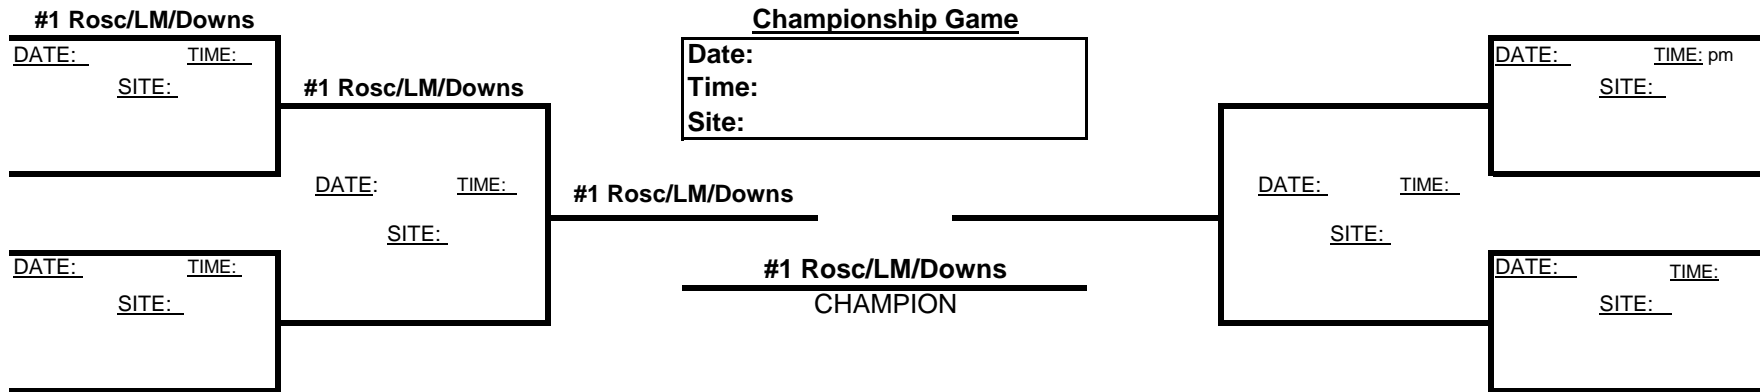 #1 Rosc/LM/Downs
DATE: TIME:
SITE:
#1 Rosc/LM/Downs
DATE: TIME:
SITE:
DATE: TIME:
SITE:
#1 Rosc/LM/Downs
Championship Game
Date:
Time:
Site:
#1 Rosc/LM/Downs
CHAMPION
DATE: TIME:
SITE:
DATE: TIME: pm
SITE:
DATE: TIME:
SITE: